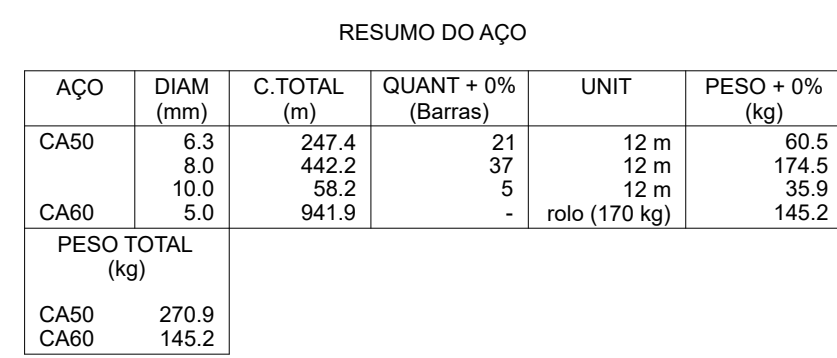 RESUMO DO AÇO
AÇO DIAM C.TOTAL QUANT + 0% UNIT PESO + 0%
(mm) (m) (Barras) (kg)
CA50 6.3 247.4 21 12 m 60.5
8.0 442.2 37 12 m 174.5
10.0 58.2 5 12 m 35.9
CA60 5.0 941.9 - rolo (170 kg) 145.2
PESO TOTAL
(kg)
CA50 270.9
CA60 145.2